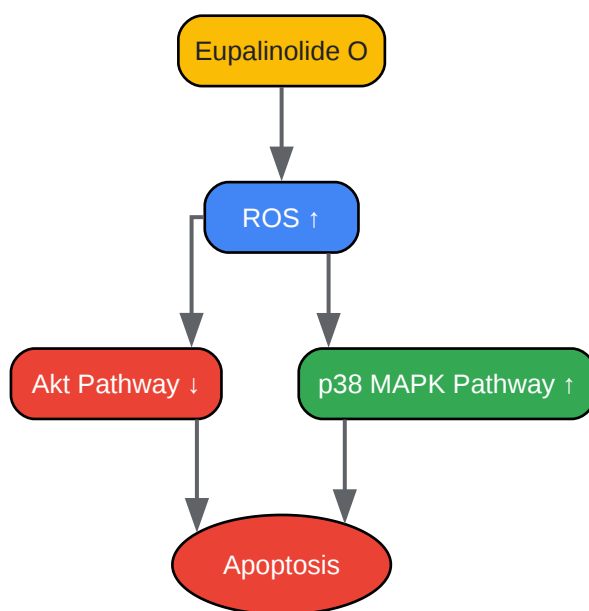 Eupalinolide O
ROS ↑
Akt Pathway ↓
p38 MAPK Pathway ↑
Apoptosis